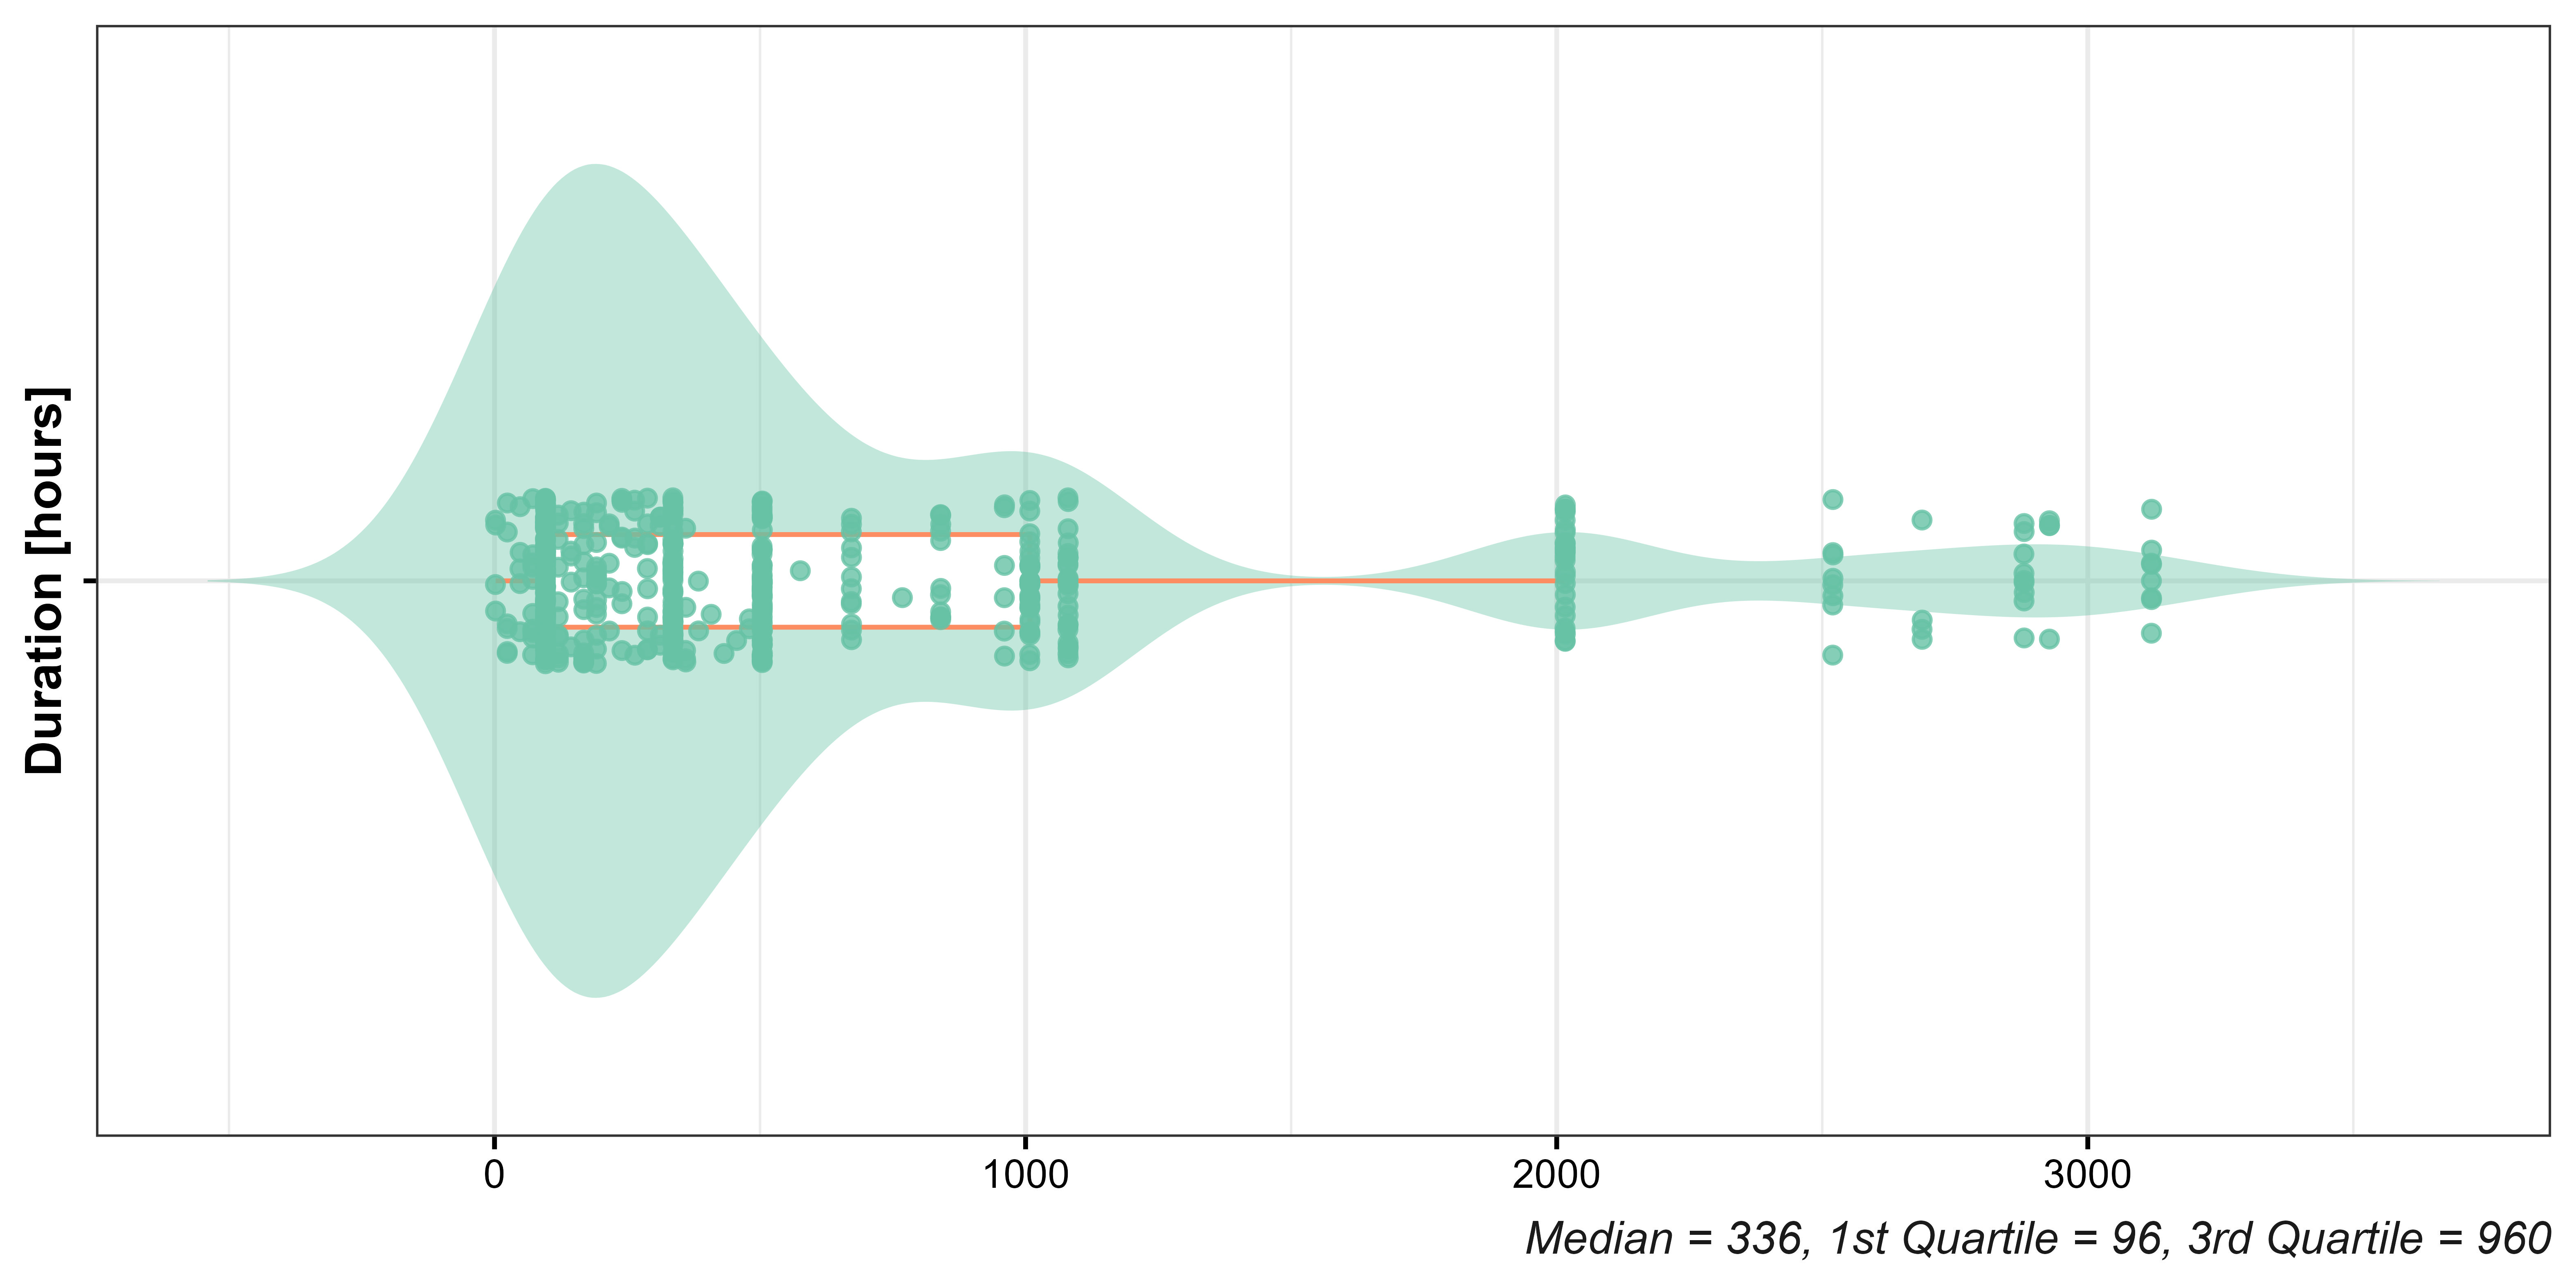 Duration [hours]
0 1000 2000 3000
Median = 336, 1st Quartile = 96, 3rd Quartile = 960